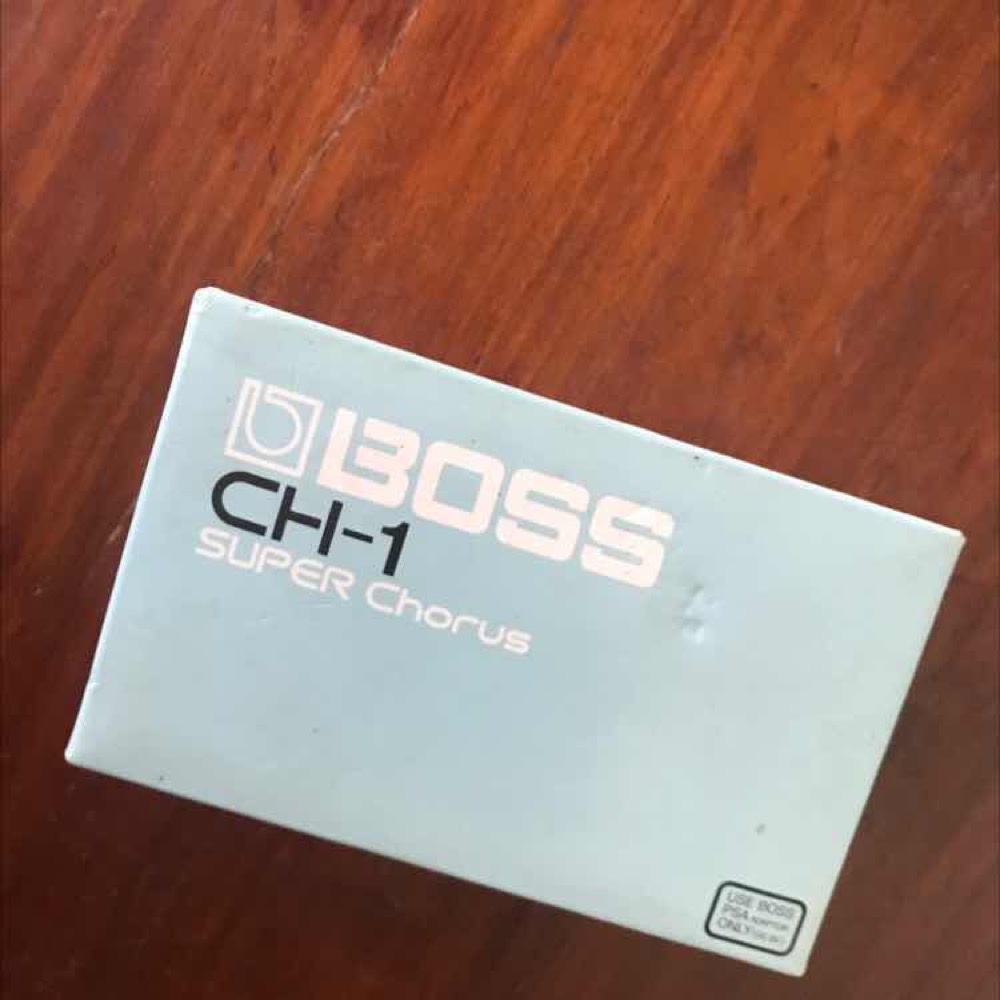 BOSS
CH-1
SUPER Chorus
USE BOSS
PSA ADAPTOR
ONLY